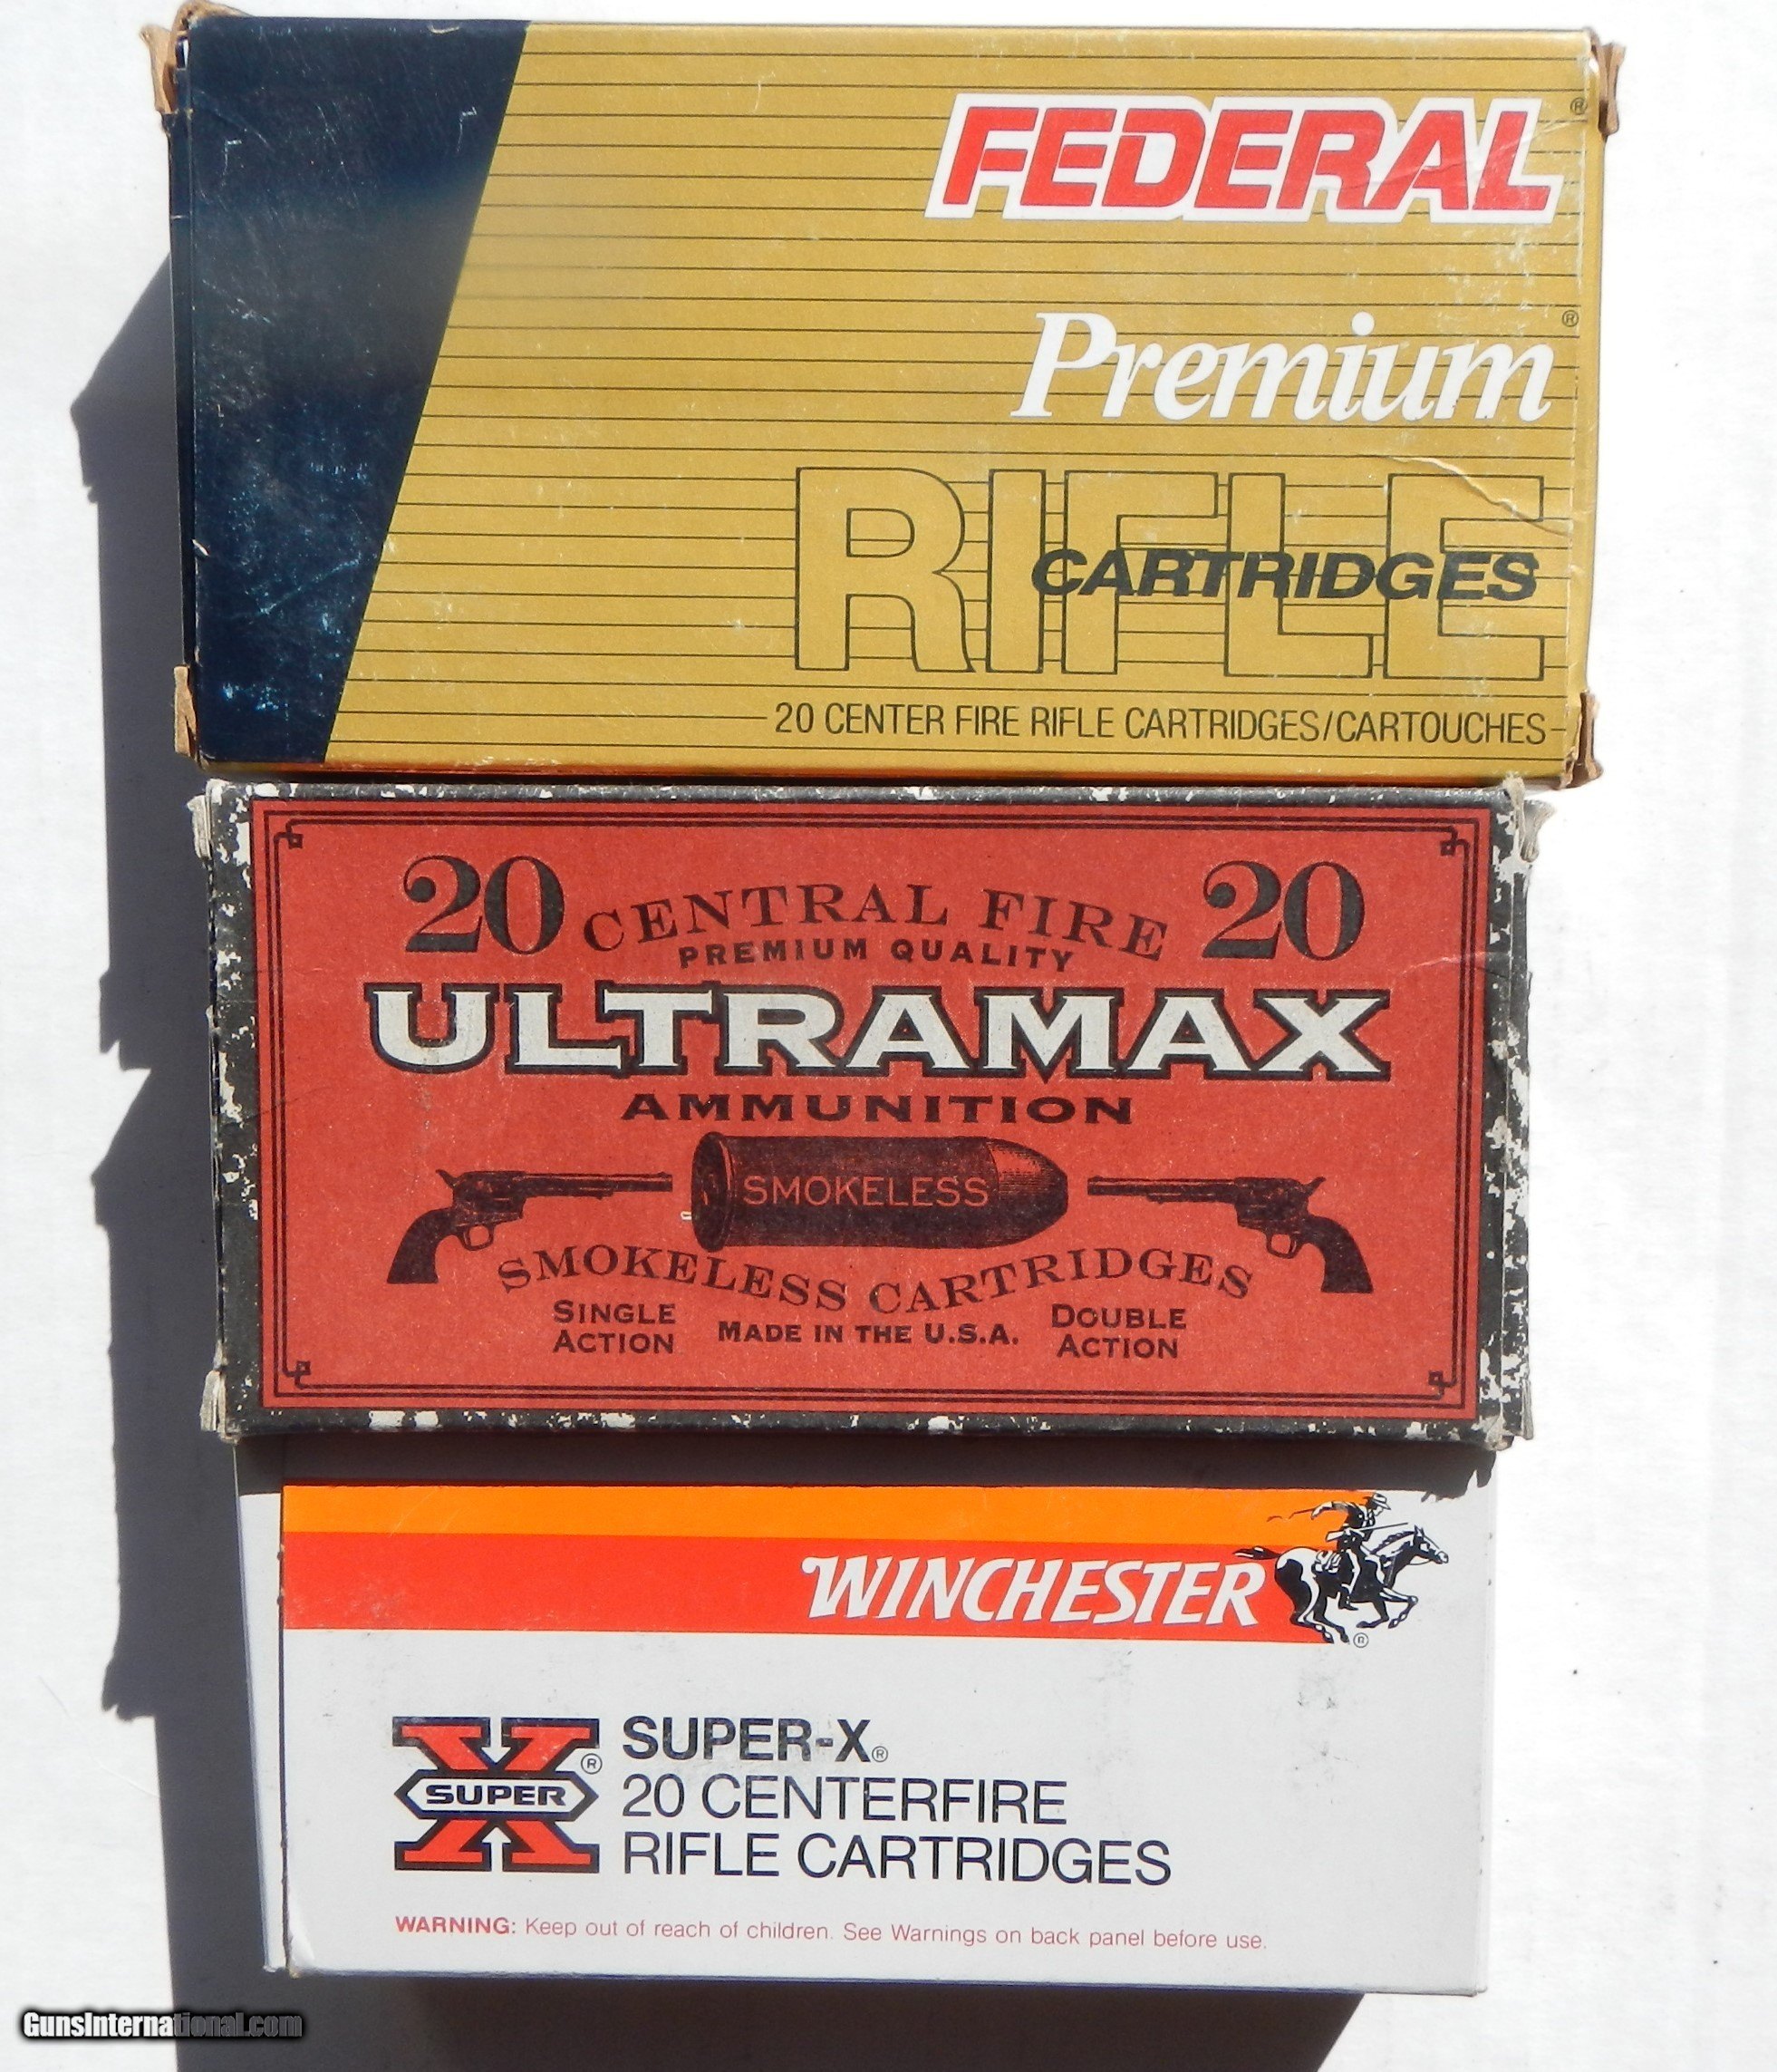 FEDERAL®
Premium®
RIFLE
CARTRIDGES
20 CENTER FIRE RIFLE CARTRIDGES/CARTOUCHES
20 CENTRAL FIRE 20
PREMIUM QUALITY
ULTRAMAX
AMMUNITION
SMOKELESS
SMOKELESS CARTRIDGES
SINGLE ACTION MADE IN THE U.S.A. DOUBLE ACTION
WINCHESTER®
X SUPER®
SUPER-X®
20 CENTERFIRE
RIFLE CARTRIDGES
WARNING: Keep out of reach of children. See Warnings on back panel before use.
GunsInternational.com